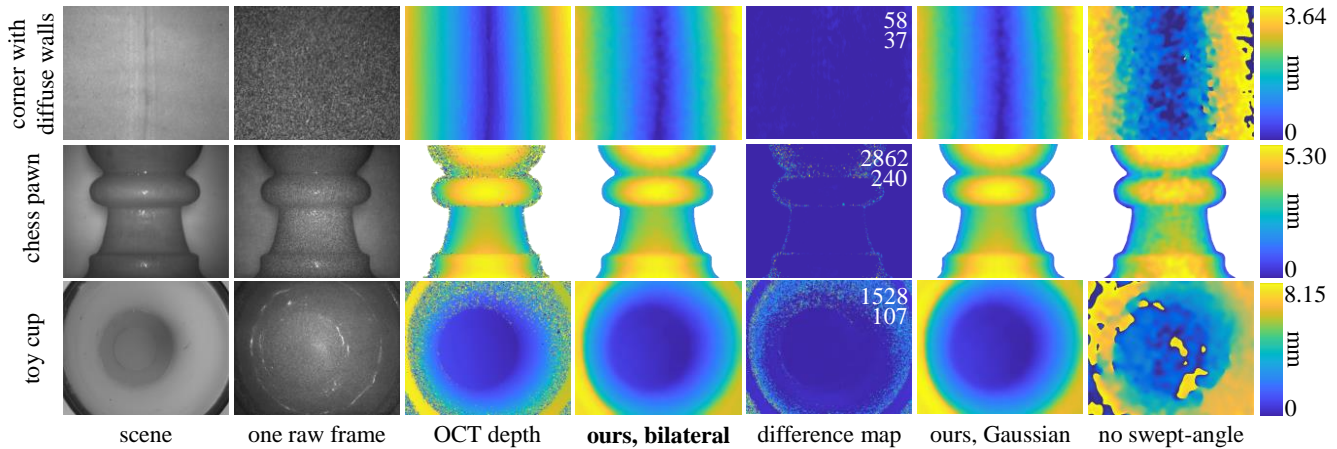 corner with
diffuse walls
58
37
3.64
mm
0
chess pawn
2862
240
5.30
mm
0
toy cup
1528
107
8.15
mm
0
scene
one raw frame
OCT depth
ours, bilateral
difference map
ours, Gaussian
no swept-angle